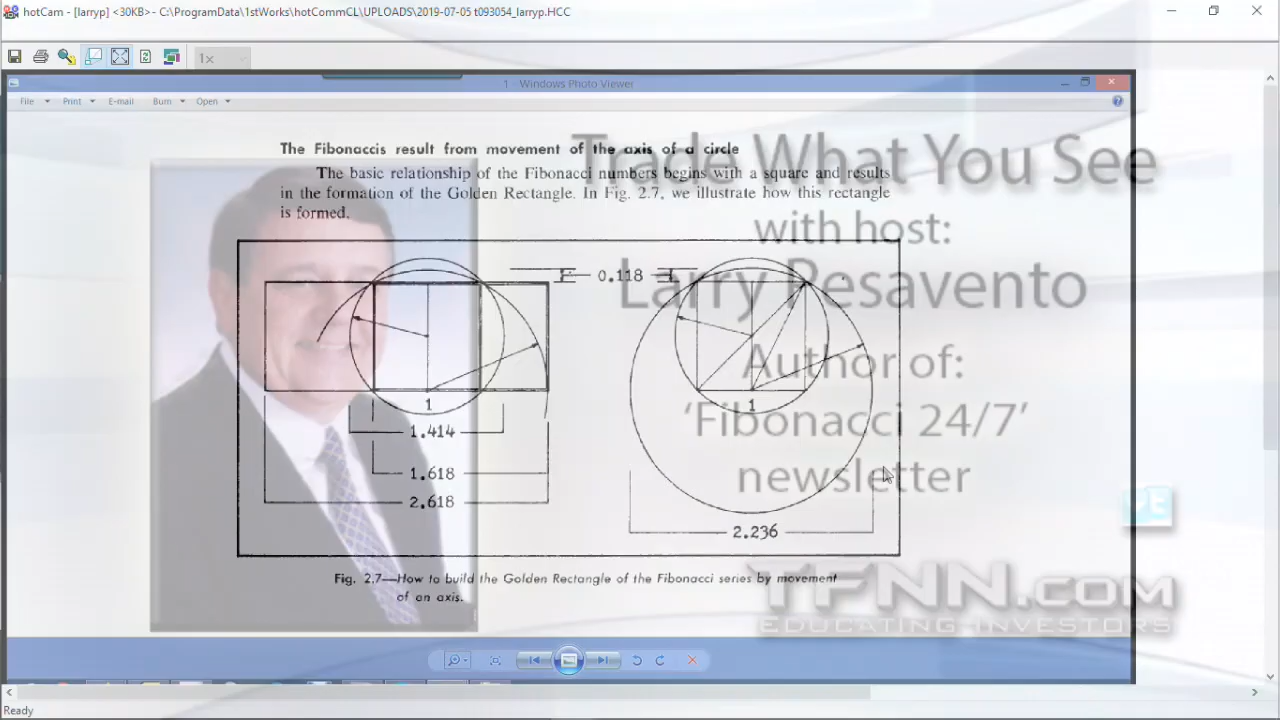 hotCam - [larryp] <30KB> - C:\ProgramData\1stWorks\hotCommCL\UPLOADS\2019-07-05 t093054_larryp.HCC
1x
1 - Windows Photo Viewer
File Print E-mail Burn Open
The Fibonaccis result from movement of the axis of a circle
The basic relationship of the Fibonacci numbers begins with a square and results
in the formation of the Golden Rectangle. In Fig. 2.7, we illustrate how this rectangle
is formed.
Trade What You See
with host:
Larry Pesavento
Author of:
'Fibonacci 24/7'
newsletter
0.118
1
1.414
1.618
2.618
1
2.236
Fig. 2.7—How to build the Golden Rectangle of the Fibonacci series by movement
of an axis.
TFNN.com
EDUCATING INVESTORS
Ready